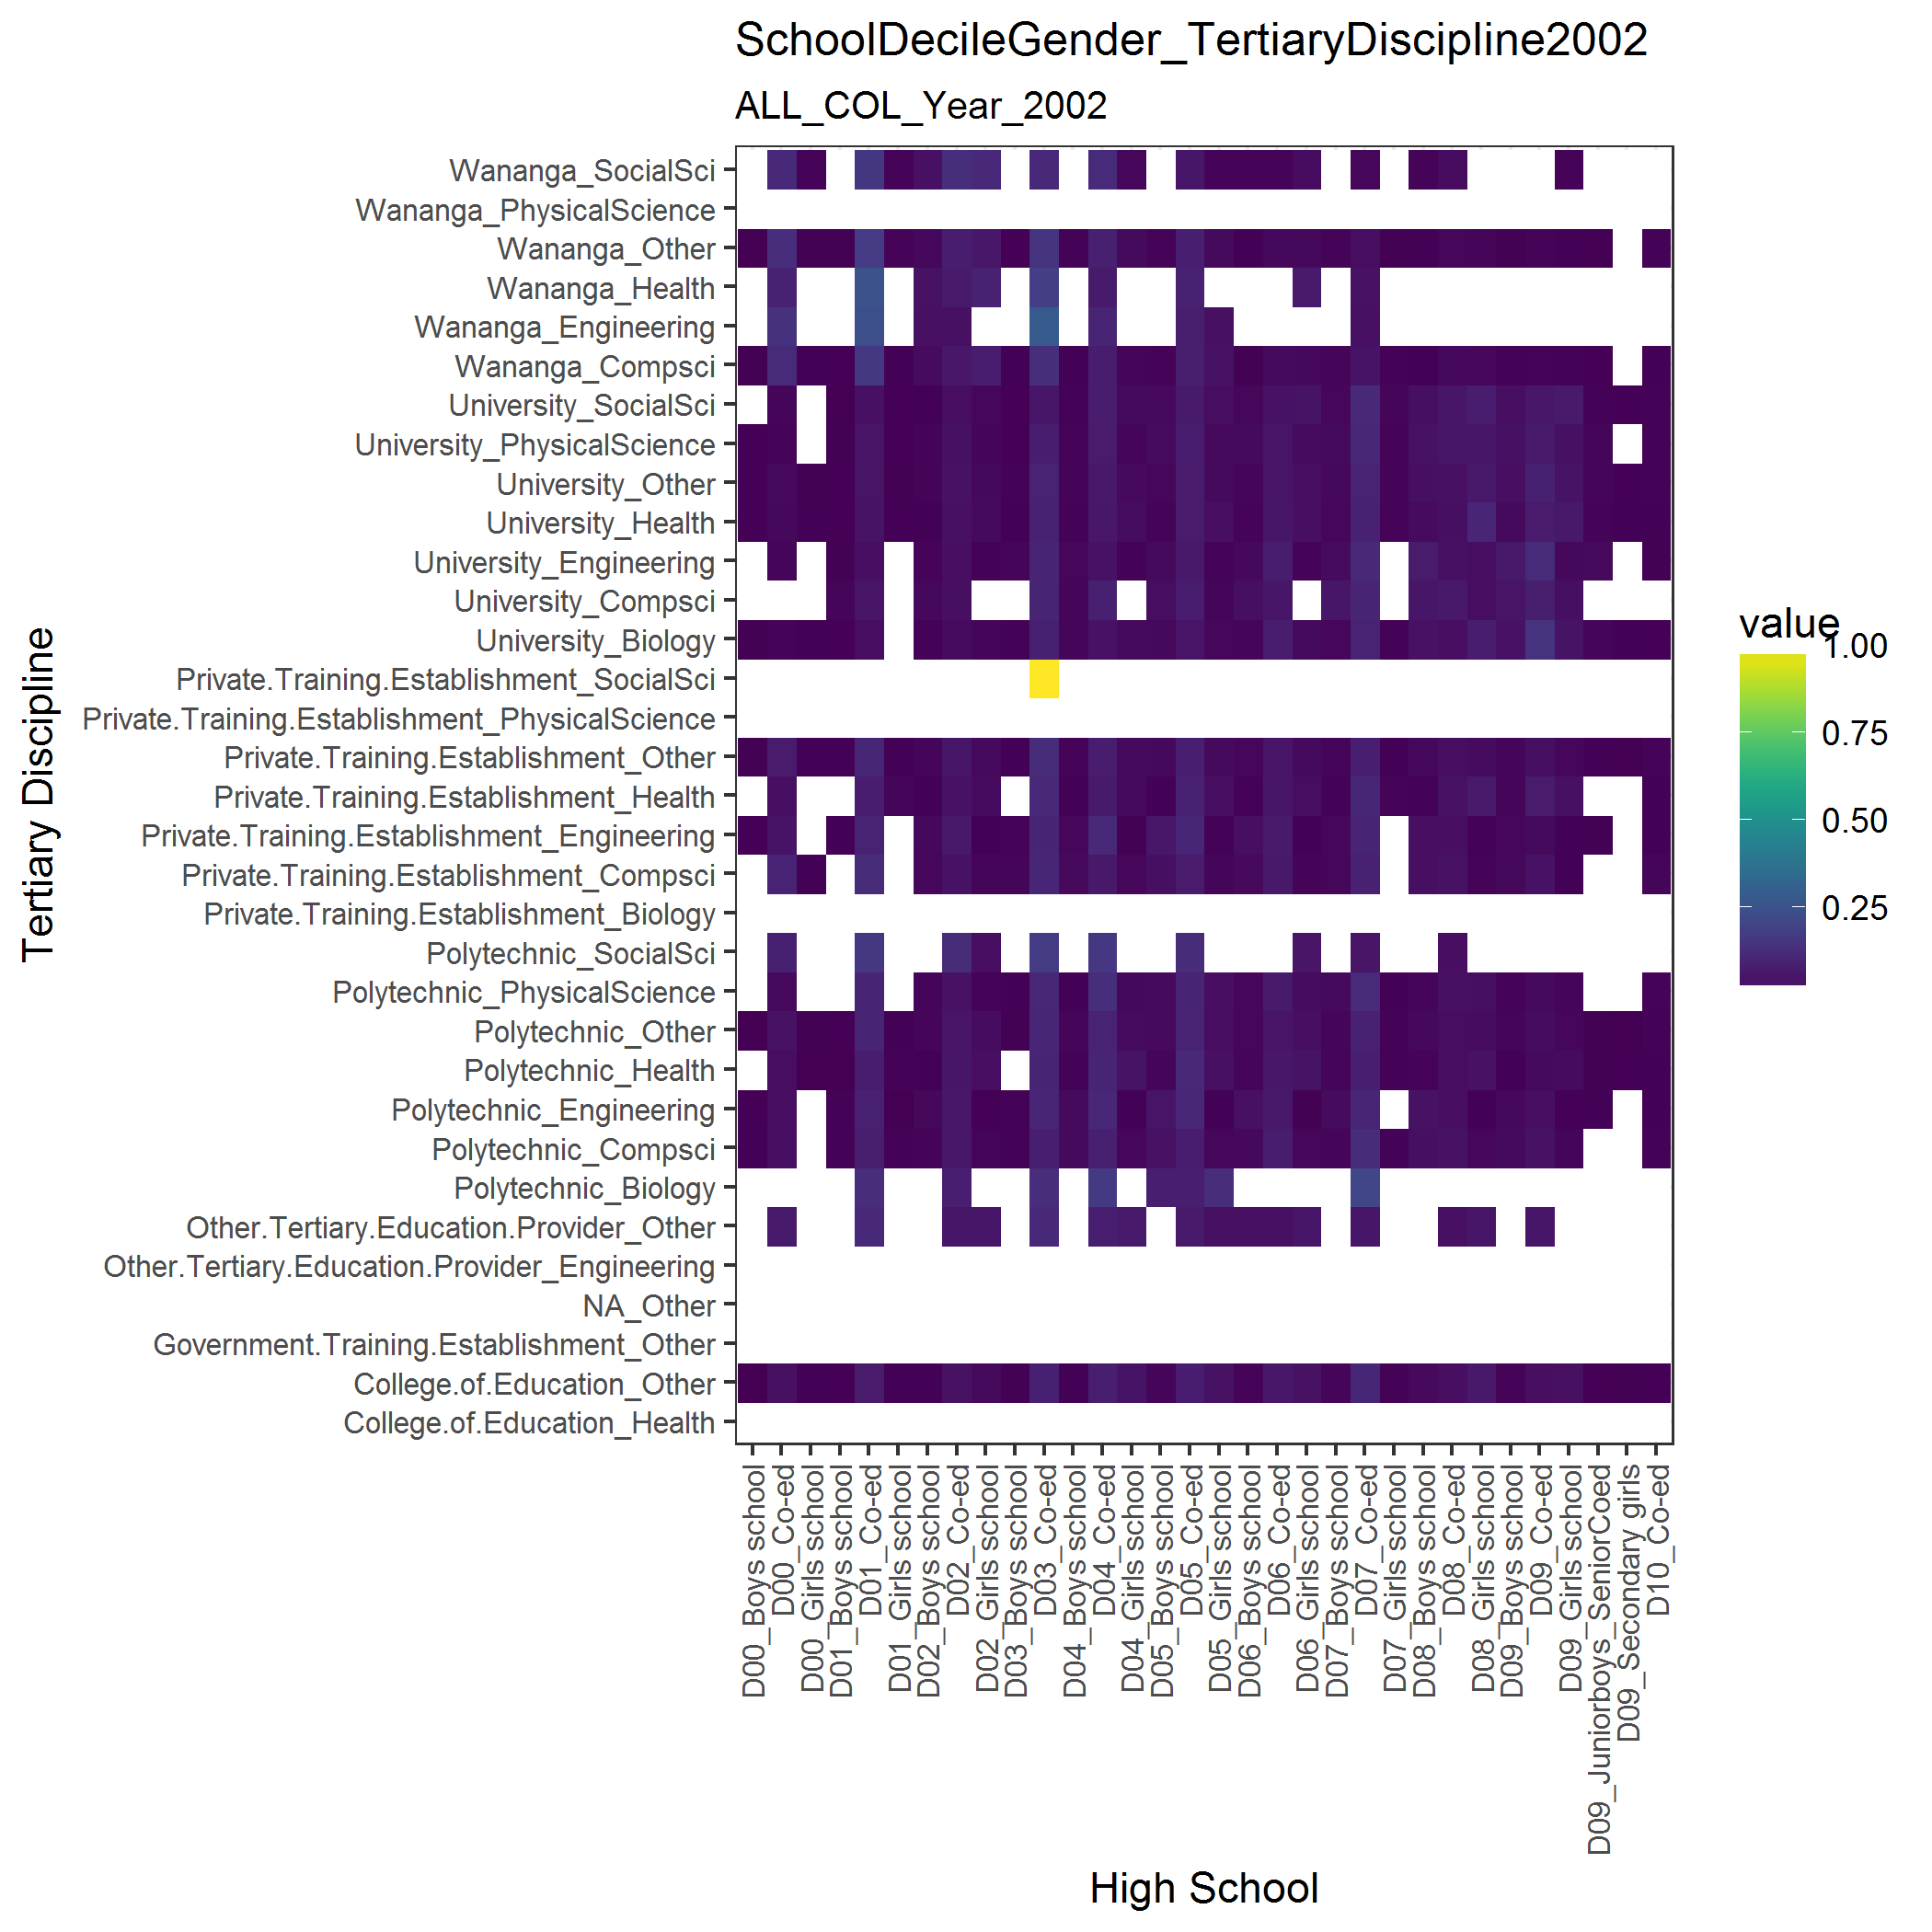 SchoolDecileGender_TertiaryDiscipline2002
ALL_COL_Year_2002
Tertiary Discipline
Wananga_SocialSci
Wananga_PhysicalScience
Wananga_Other
Wananga_Health
Wananga_Engineering
Wananga_Compsci
University_SocialSci
University_PhysicalScience
University_Other
University_Health
University_Engineering
University_Compsci
University_Biology
Private.Training.Establishment_SocialSci
Private.Training.Establishment_PhysicalScience
Private.Training.Establishment_Other
Private.Training.Establishment_Health
Private.Training.Establishment_Engineering
Private.Training.Establishment_Compsci
Private.Training.Establishment_Biology
Polytechnic_SocialSci
Polytechnic_PhysicalScience
Polytechnic_Other
Polytechnic_Health
Polytechnic_Engineering
Polytechnic_Compsci
Polytechnic_Biology
Other.Tertiary.Education.Provider_Other
Other.Tertiary.Education.Provider_Engineering
NA_Other
Government.Training.Establishment_Other
College.of.Education_Other
College.of.Education_Health
D00_Boys school
D00_Co-ed
D00_Girls school
D01_Boys school
D01_Co-ed
D01_Girls school
D02_Boys school
D02_Co-ed
D02_Girls school
D03_Boys school
D03_Co-ed
D04_Boys school
D04_Co-ed
D04_Girls school
D05_Boys school
D05_Co-ed
D05_Girls school
D06_Boys school
D06_Co-ed
D06_Girls school
D07_Boys school
D07_Co-ed
D07_Girls school
D08_Boys school
D08_Co-ed
D08_Girls school
D09_Boys school
D09_Co-ed
D09_Girls school
D09_Juniorboys_SeniorCoed
D09_Secondary girls
D10_Co-ed
High School
value
1.00
0.75
0.50
0.25